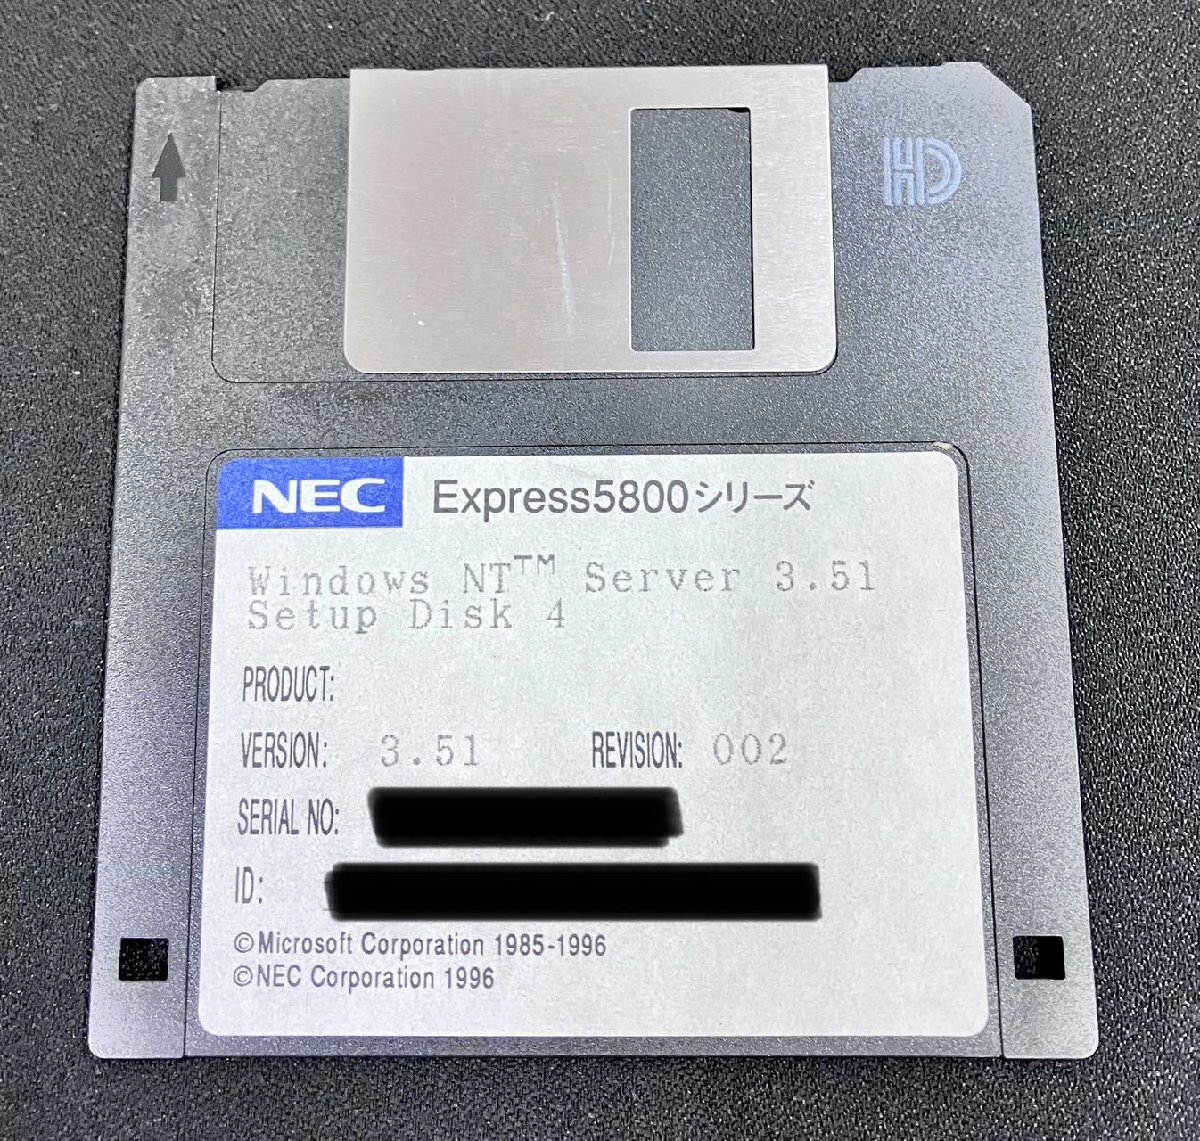 HD
NEC Express5800シリーズ
Windows NT™ Server 3.51
Setup Disk 4
PRODUCT:
VERSION: 3.51 REVISION: 002
SERIAL NO:
ID:
©Microsoft Corporation 1985-1996
©NEC Corporation 1996